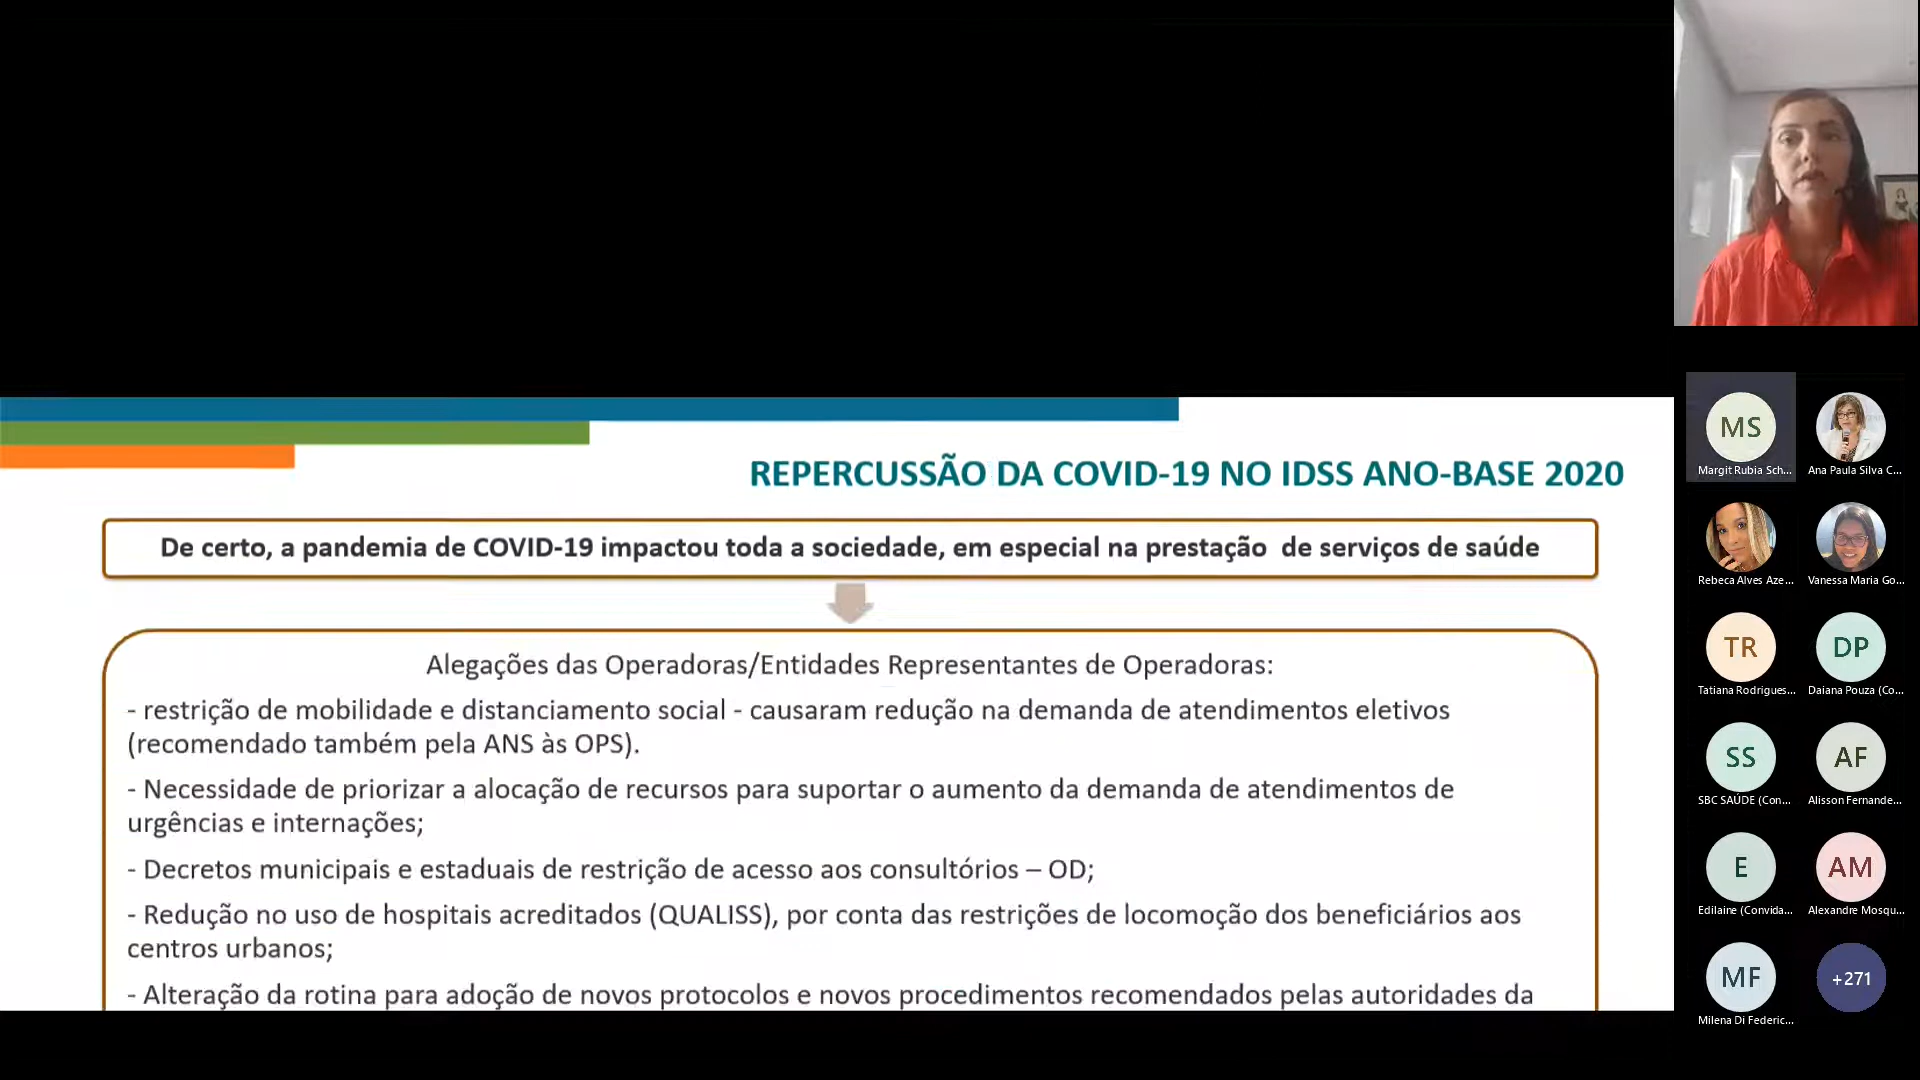 REPERCUSSÃO DA COVID-19 NO IDSS ANO-BASE 2020
De certo, a pandemia de COVID-19 impactou toda a sociedade, em especial na prestação de serviços de saúde
Alegações das Operadoras/Entidades Representantes de Operadoras:
- restrição de mobilidade e distanciamento social - causaram redução na demanda de atendimentos eletivos
(recomendado também pela ANS às OPS).
- Necessidade de priorizar a alocação de recursos para suportar o aumento da demanda de atendimentos de
urgências e internações;
- Decretos municipais e estaduais de restrição de acesso aos consultórios – OD;
- Redução no uso de hospitais acreditados (QUALISS), por conta das restrições de locomoção dos beneficiários aos
centros urbanos;
- Alteração da rotina para adoção de novos protocolos e novos procedimentos recomendados pelas autoridades da
MS
Margit Rubia Sch...
Ana Paula Silva C...
Rebeca Alves Aze...
Vanessa Maria Go...
TR
DP
Tatiana Rodrigues...
Daiana Pouza (Co...
SS
AF
SBC SAÚDE (Con...
Alisson Fernande...
E
AM
Edilaine (Convida...
Alexandre Mosqu...
MF
+271
Milena Di Federic...